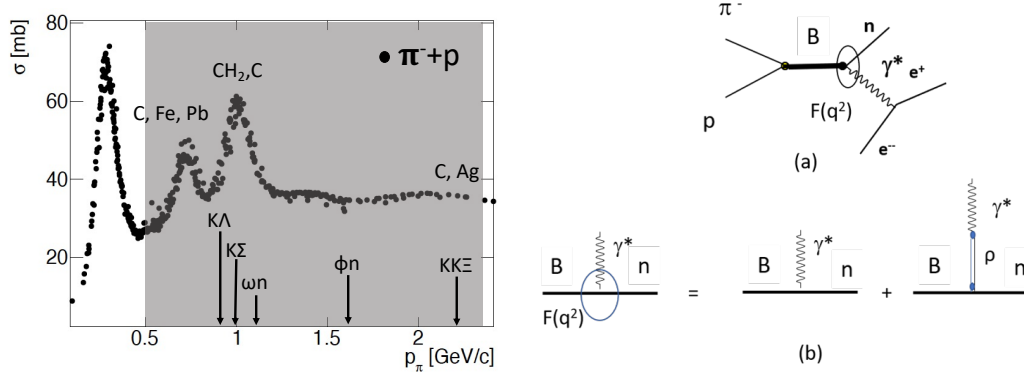 σ [mb]
80
60
40
20
● π⁻+p
CH₂,C
C, Fe, Pb
C, Ag
KΛ
KΣ
ωn
ϕn
KKΞ
0.5
1
1.5
2
p_π [GeV/c]
π⁻
p
B
n
γ*
e⁺
F(q²)
e⁻⁻
(a)
B
γ*
n
F(q²)
=
B
γ*
n
+
B
γ*
ρ
n
(b)